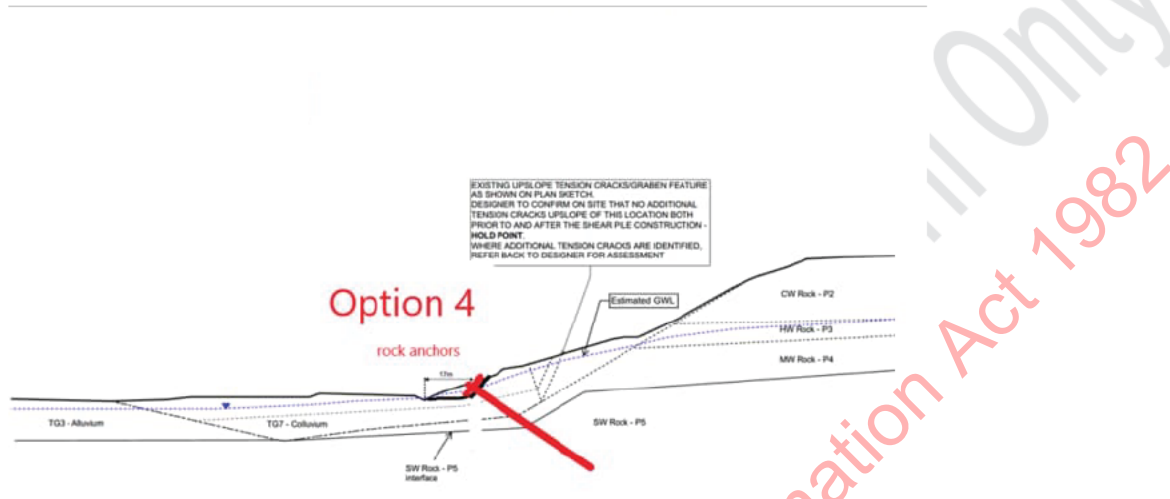 EXISTING UPSLOPE TENSION CRACKS/GRABEN FEATURE
AS SHOWN ON PLAN SKETCH.
DESIGNER TO CONFIRM ON SITE THAT NO ADDITIONAL
TENSION CRACKS UPSLOPE OF THIS LOCATION BOTH
PRIOR TO AND AFTER THE SHEAR PLE CONSTRUCTION -
HOLD POINT.
WHERE ADDITIONAL TENSION CRACKS ARE IDENTIFIED,
REFER BACK TO DESIGNER FOR ASSESSMENT
Option 4
rock anchors
Estimated GWL
17m
CW Rock - P2
HW Rock - P3
MW Rock - P4
SW Rock - P5
TG3 - Alluvium
TG7 - Colluvium
SW Rock - P5
interface
Only
mation Act 1982